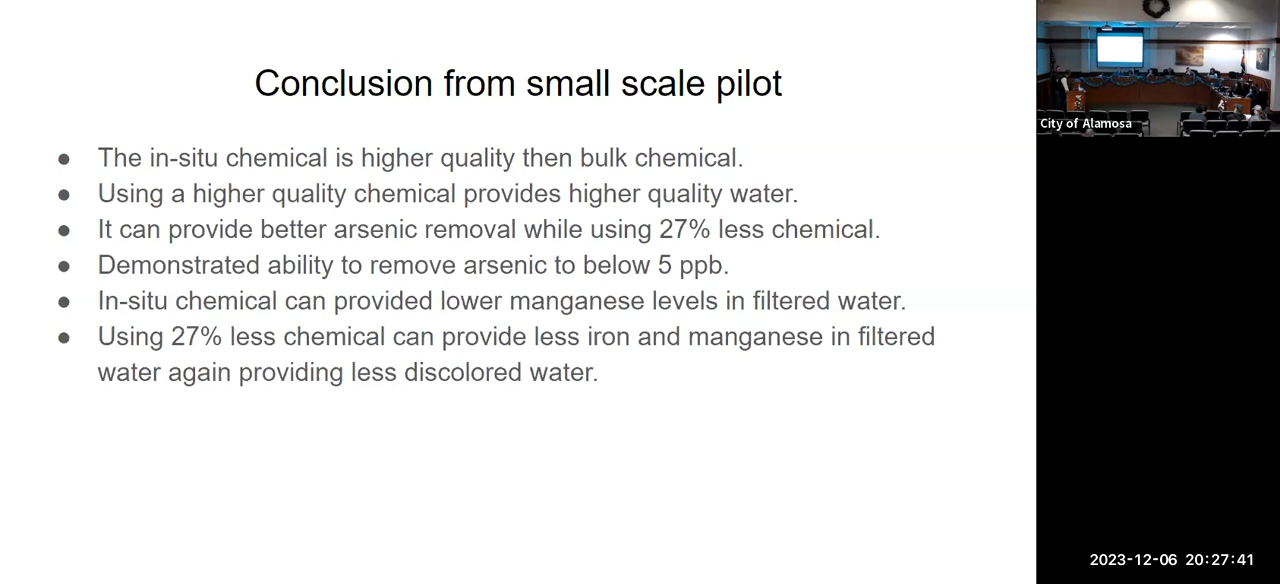 Conclusion from small scale pilot
● The in-situ chemical is higher quality then bulk chemical.
● Using a higher quality chemical provides higher quality water.
● It can provide better arsenic removal while using 27% less chemical.
● Demonstrated ability to remove arsenic to below 5 ppb.
● In-situ chemical can provided lower manganese levels in filtered water.
● Using 27% less chemical can provide less iron and manganese in filtered
water again providing less discolored water.
City of Alamosa
2023-12-06 20:27:41